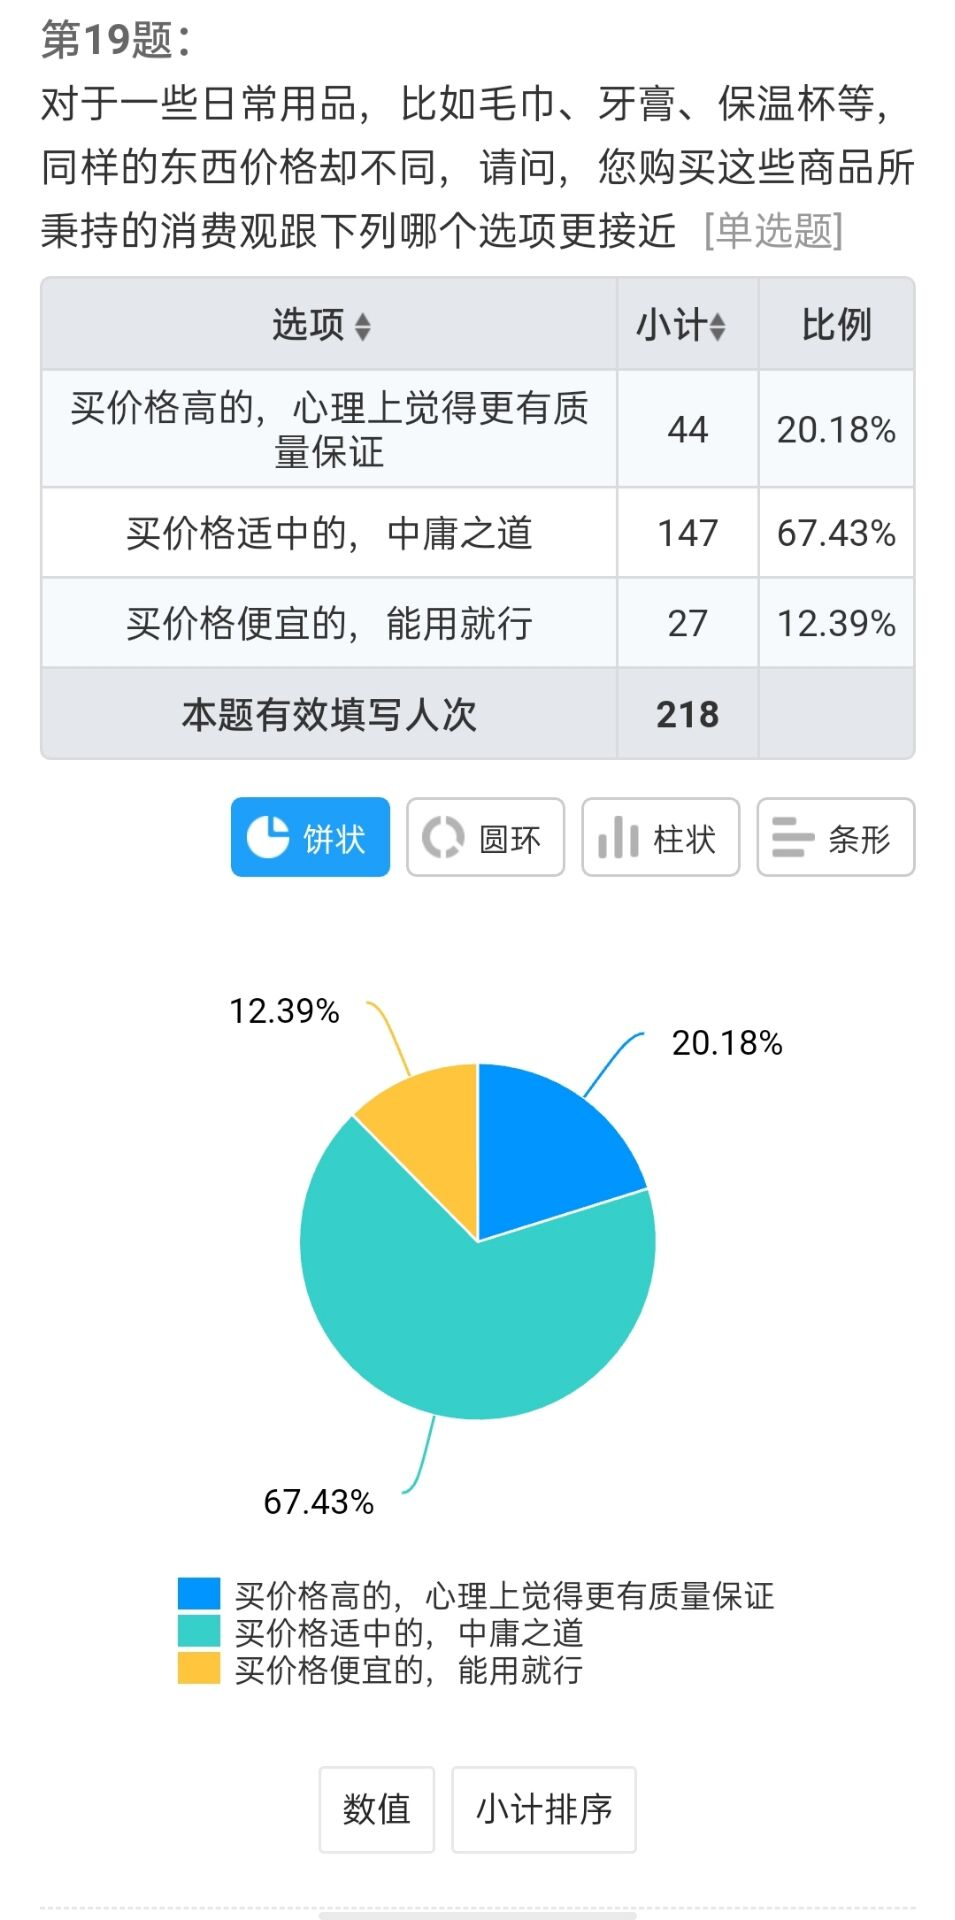 第19题：
对于一些日常用品，比如毛巾、牙膏、保温杯等，
同样的东西价格却不同，请问，您购买这些商品所
秉持的消费观跟下列哪个选项更接近 [单选题]
选项 小计 比例
买价格高的，心理上觉得更有质
量保证 44 20.18%
买价格适中的，中庸之道 147 67.43%
买价格便宜的，能用就行 27 12.39%
本题有效填写人次 218
饼状 圆环 柱状 条形
12.39%
20.18%
67.43%
买价格高的，心理上觉得更有质量保证
买价格适中的，中庸之道
买价格便宜的，能用就行
数值 小计排序